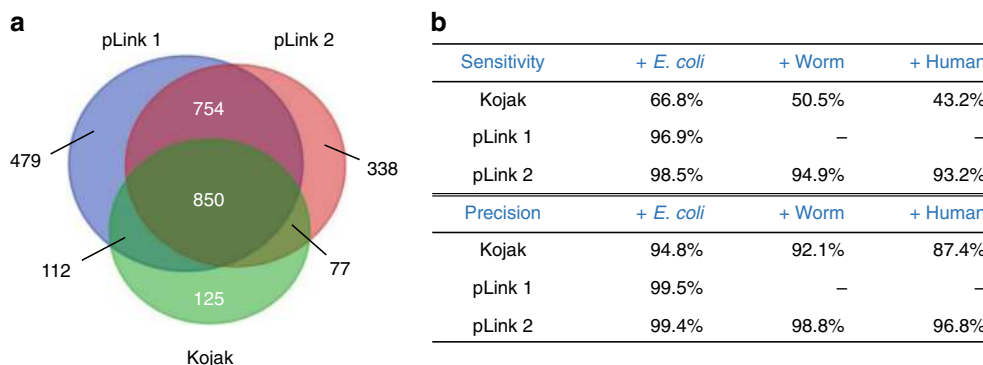 a
pLink 1
pLink 2
754
479
338
850
112
77
125
Kojak
b
Sensitivity + E. coli + Worm + Human
Kojak 66.8% 50.5% 43.2%
pLink 1 96.9% – –
pLink 2 98.5% 94.9% 93.2%
Precision + E. coli + Worm + Human
Kojak 94.8% 92.1% 87.4%
pLink 1 99.5% – –
pLink 2 99.4% 98.8% 96.8%